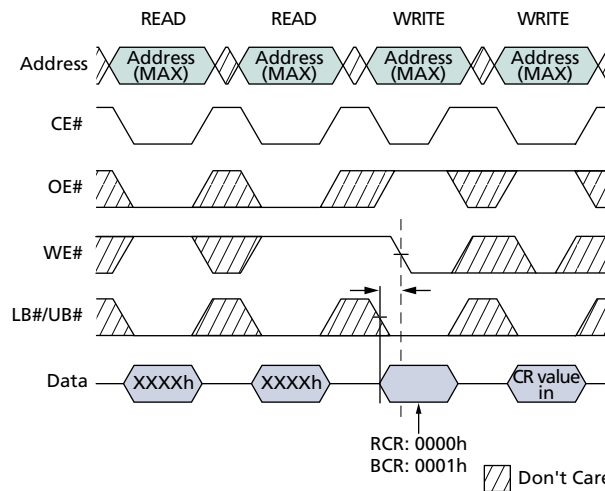 READ READ WRITE WRITE
Address Address (MAX) Address (MAX) Address (MAX) Address (MAX)
CE#
OE#
WE#
LB#/UB#
Data XXXXh XXXXh CR value in
RCR: 0000h
BCR: 0001h
Don't Care